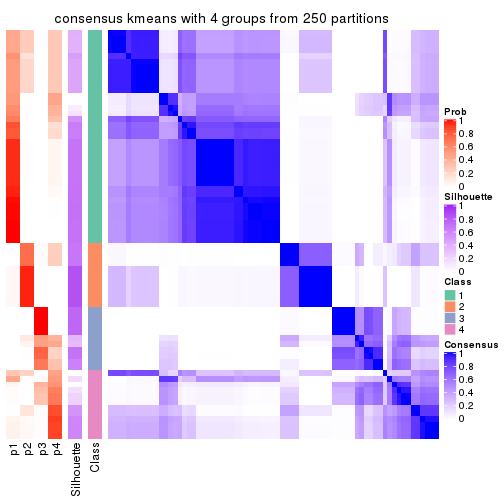 consensus kmeans with 4 groups from 250 partitions
Prob
1
0.8
0.6
0.4
0.2
0
Silhouette
1
0.8
0.6
0.4
0.2
0
Class
1
2
3
4
Consensus
1
0.8
0.6
0.4
0.2
0
p1
p2
p3
p4
Silhouette
Class